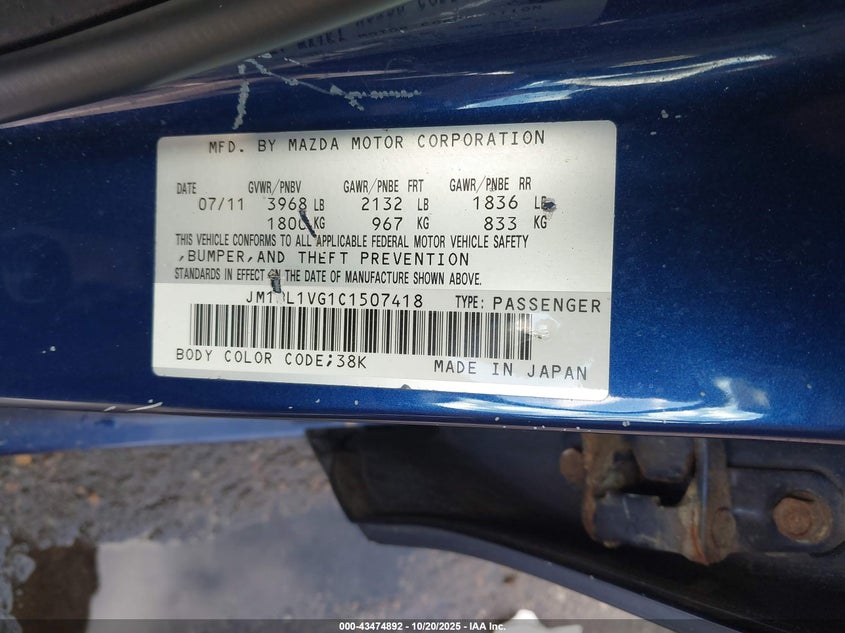 MFD. BY MAZDA MOTOR CORPORATION
DATE GVWR/PNBV GAWR/PNBE FRT GAWR/PNBE RR
07/11 3968 LB 2132 LB 1836 LB
KG 967 KG 833 KG
THIS VEHICLE CONFORMS TO ALL APPLICABLE FEDERAL MOTOR VEHICLE SAFETY
,BUMPER,AND THEFT PREVENTION
STANDARDS IN EFFECT ON THE DATE OF MANUFACTURE SHOWN ABOVE.
TYPE: PASSENGER
BODY COLOR CODE;38K MADE IN JAPAN
000-43474892 - 10/20/2025 - IAA Inc.